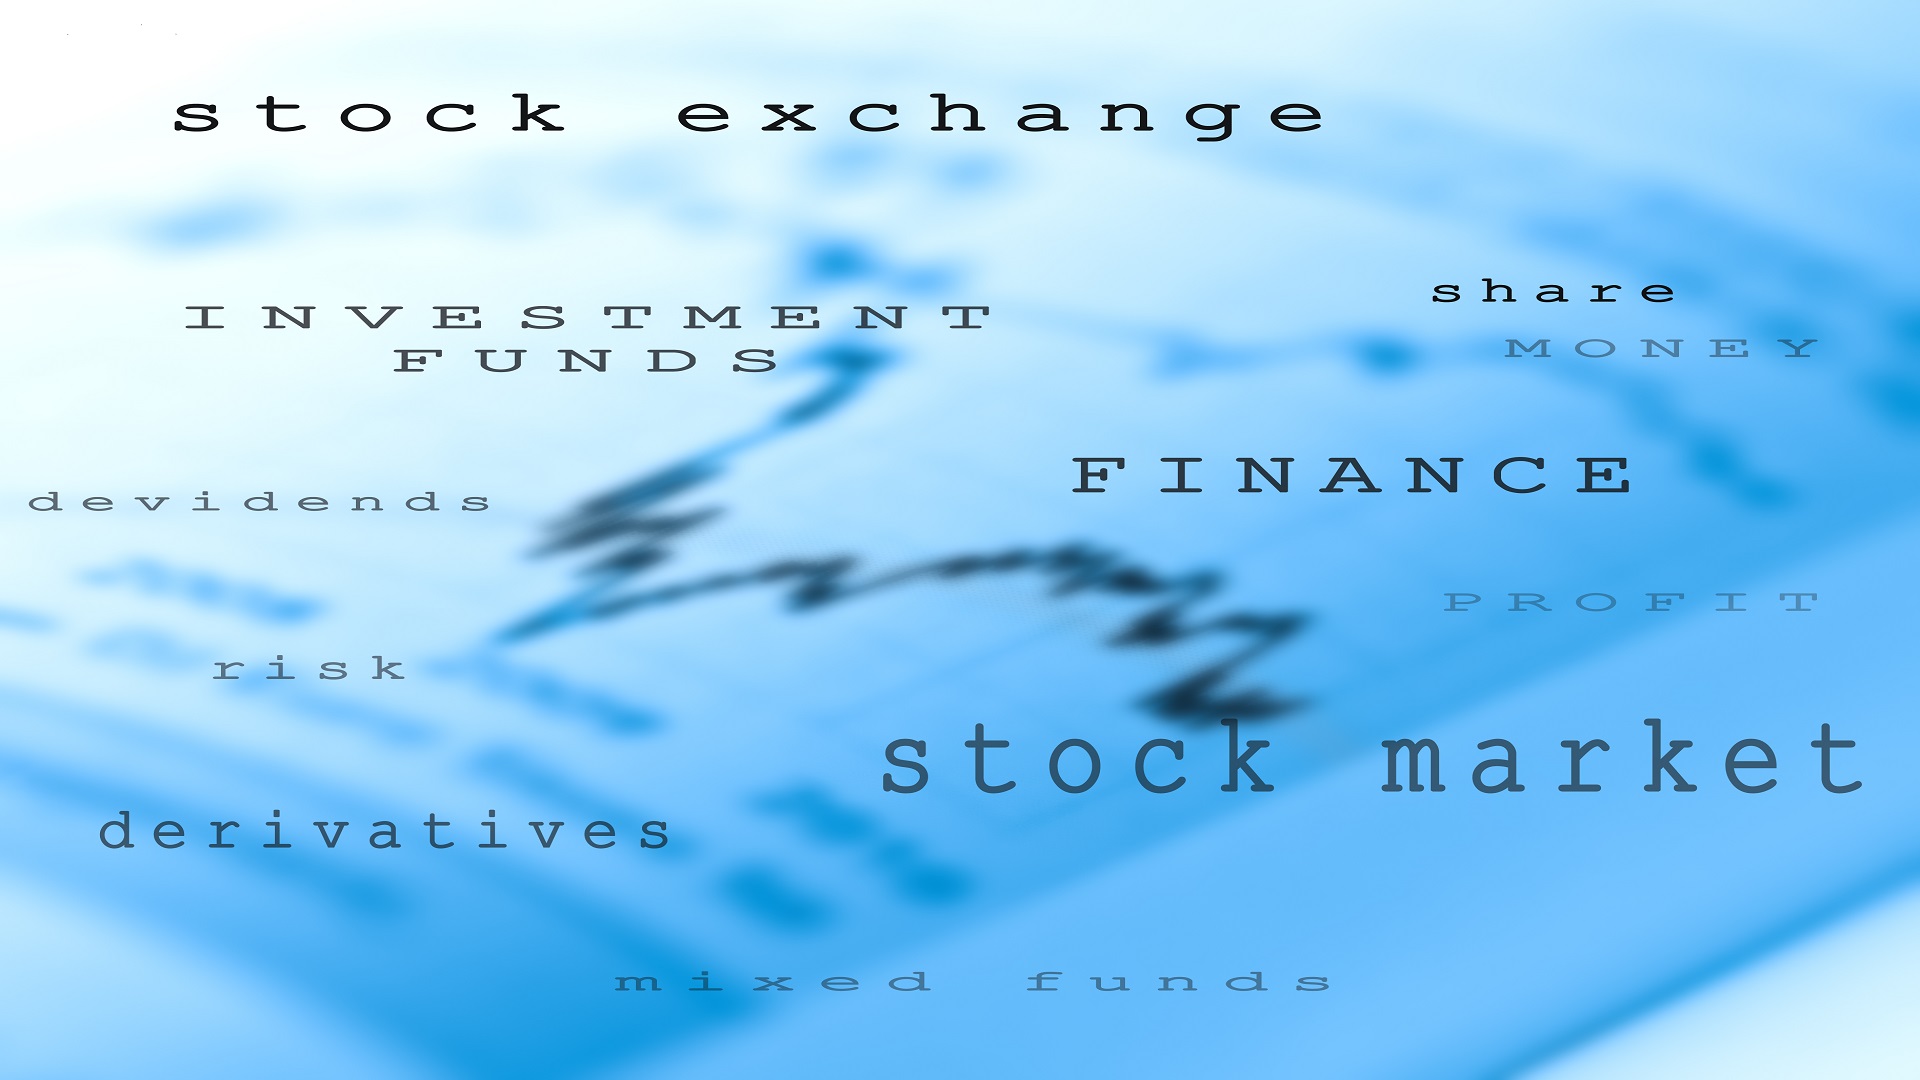 stock exchange
share
INVESTMENT
MONEY
FUNDS
FINANCE
devidends
PROFIT
risk
stock market
derivatives
mixed funds